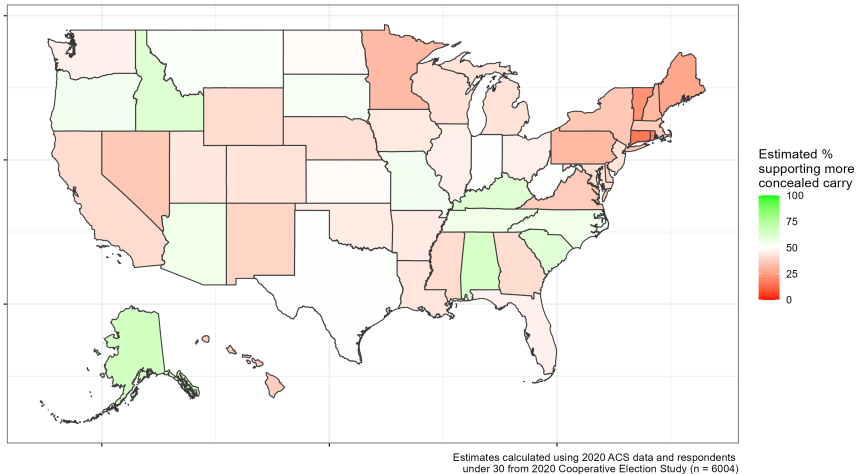 Estimated %
supporting more
concealed carry
100
75
50
25
0
Estimates calculated using 2020 ACS data and respondents
under 30 from 2020 Cooperative Election Study (n = 6004)